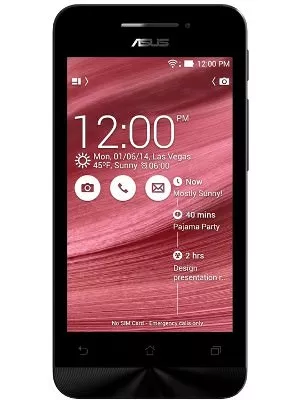 ASUS
12:00 PM
12:00 PM
Mon, 01/06/14, Las Vegas
45°F, Sunny 06:00
Now
Mostly Sunny!
40 mins
Pajama Party
2 hrs
Design
presentation r
No SIM Card - Emergency calls only.